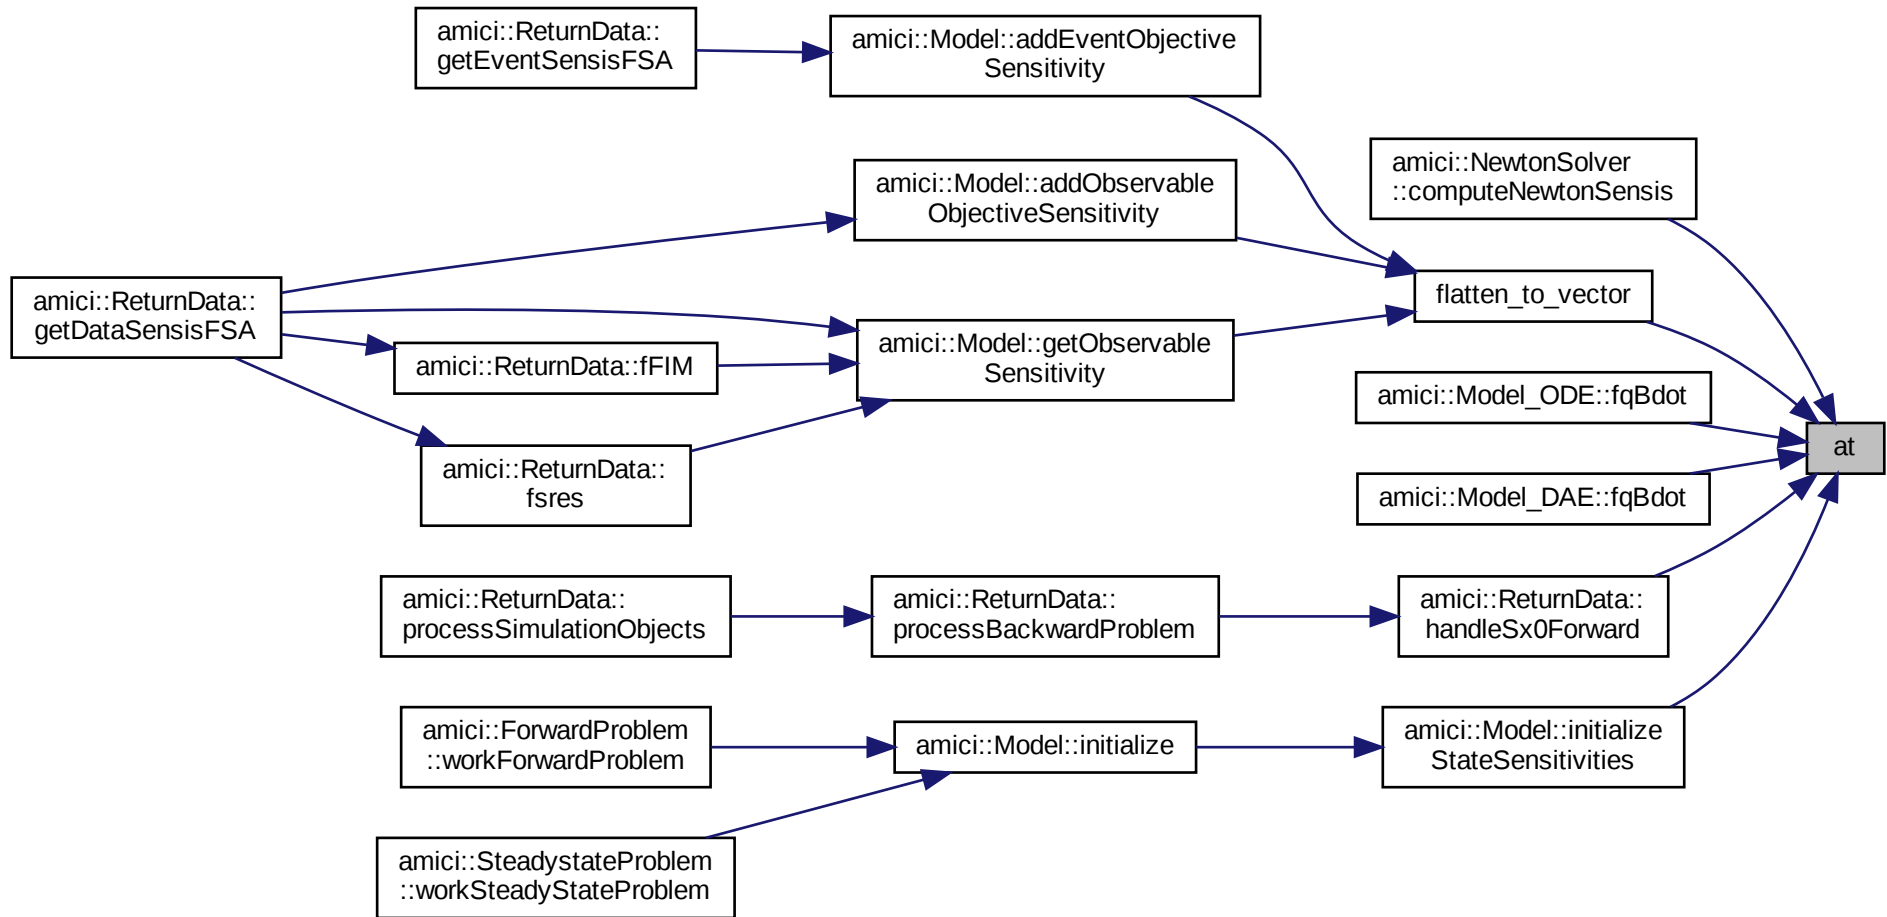 amici::ReturnData::
getEventSensisFSA
amici::Model::addEventObjective
Sensitivity
amici::NewtonSolver
::computeNewtonSensis
amici::Model::addObservable
ObjectiveSensitivity
flatten_to_vector
amici::ReturnData::
getDataSensisFSA
amici::Model::getObservable
Sensitivity
amici::ReturnData::fFIM
amici::Model_ODE::fqBdot
at
amici::ReturnData::
fsres
amici::Model_DAE::fqBdot
amici::ReturnData::
processSimulationObjects
amici::ReturnData::
processBackwardProblem
amici::ReturnData::
handleSx0Forward
amici::ForwardProblem
::workForwardProblem
amici::Model::initialize
amici::Model::initialize
StateSensitivities
amici::SteadystateProblem
::workSteadyStateProblem